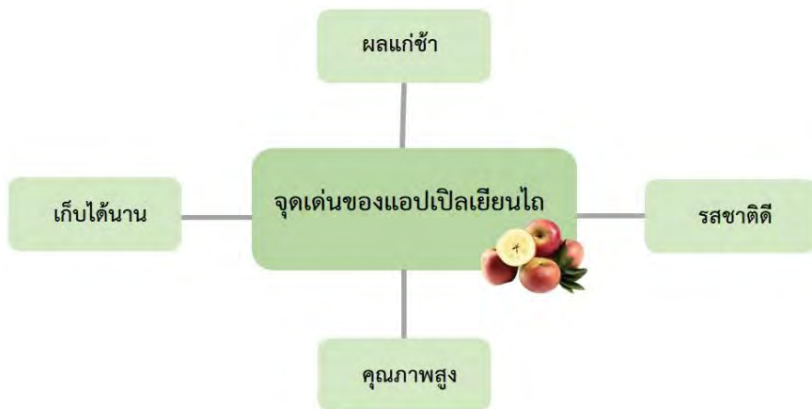 ผลแก่ช้า
จุดเด่นของแอปเปิลเยียนไถ
เก็บได้นาน
รสชาติดี
คุณภาพสูง